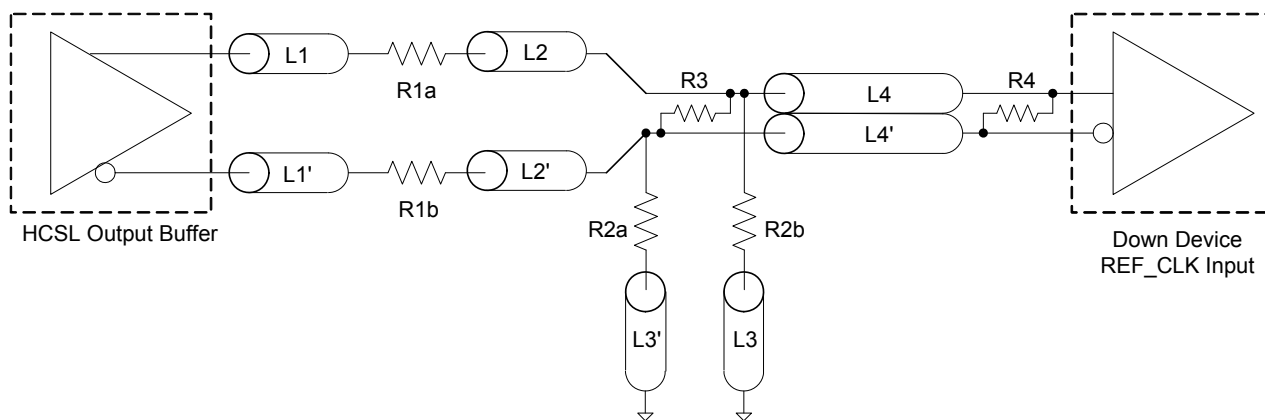 L1
R1a
L2
R3
L4
R4
L4'
L1'
R1b
L2'
HCSL Output Buffer
R2a
R2b
Down Device
REF_CLK Input
L3'
L3